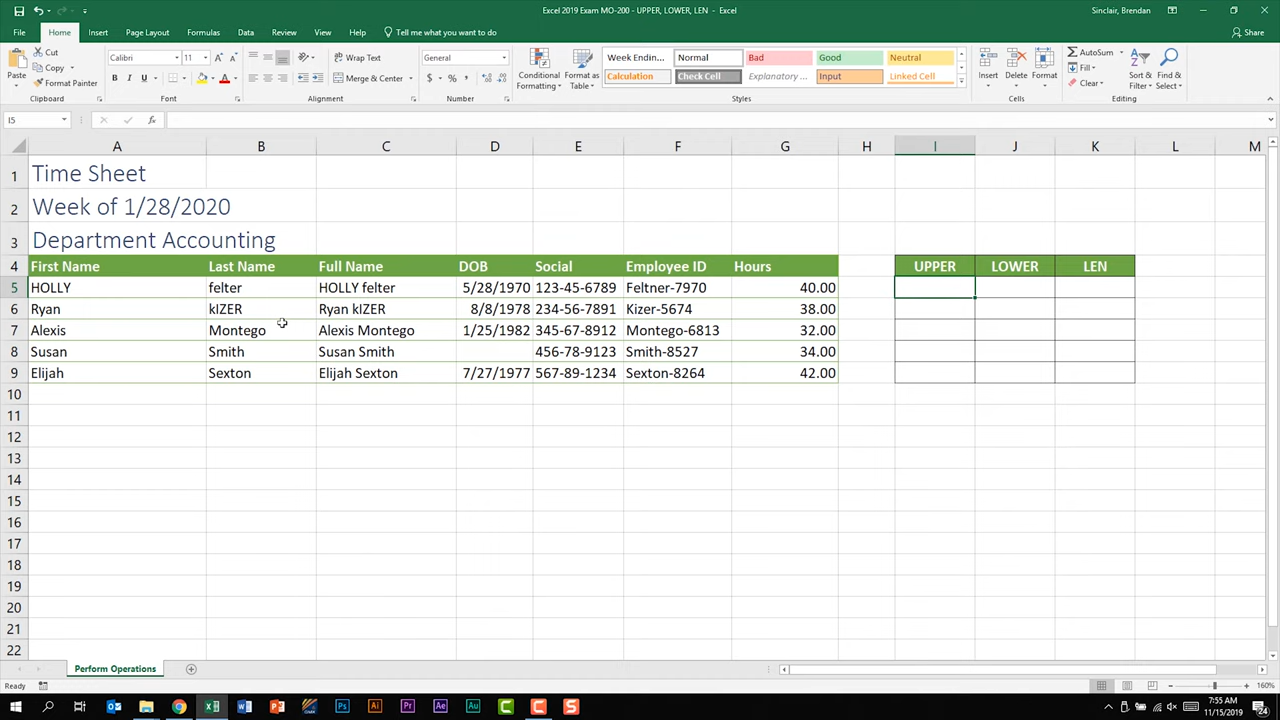 Excel 2019 Exam MO-200 - UPPER, LOWER, LEN - Excel
Sinclair, Brendan
File Home Insert Page Layout Formulas Data Review View Help Tell me what you want to do Share
Paste Cut Copy Format Painter Clipboard
Calibri 11 B I U A Font
Wrap Text Merge & Center Alignment
General $ % , Number
Conditional Formatting Format as Table
Week Endin... Normal Bad Good Neutral
Calculation Check Cell Explanatory ... Input Linked Cell
Styles
Insert Delete Format Cells
AutoSum Fill Clear Sort & Filter Find & Select Editing
I5 fx
A B C D E F G H I J K L M
1 Time Sheet
2 Week of 1/28/2020
3 Department Accounting
4 First Name Last Name Full Name DOB Social Employee ID Hours UPPER LOWER LEN
5 HOLLY felter HOLLY felter 5/28/1970 123-45-6789 Feltner-7970 40.00
6 Ryan kIZER Ryan kIZER 8/8/1978 234-56-7891 Kizer-5674 38.00
7 Alexis Montego Alexis Montego 1/25/1982 345-67-8912 Montego-6813 32.00
8 Susan Smith Susan Smith 456-78-9123 Smith-8527 34.00
9 Elijah Sexton Elijah Sexton 7/27/1977 567-89-1234 Sexton-8264 42.00
10
11
12
13
14
15
16
17
18
19
20
21
22
Perform Operations
Ready 160%
7:55 AM
11/15/2019